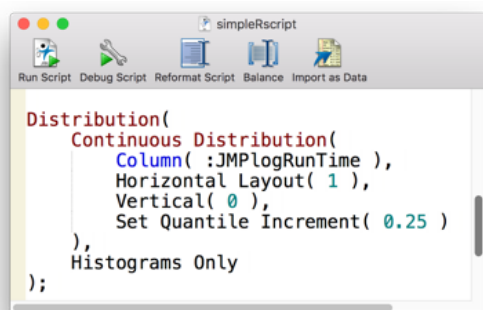 simpleRscript
Run Script Debug Script Reformat Script Balance Import as Data
Distribution(
    Continuous Distribution(
        Column( :JMPlogRunTime ),
        Horizontal Layout( 1 ),
        Vertical( 0 ),
        Set Quantile Increment( 0.25 )
    ),
    Histograms Only
);